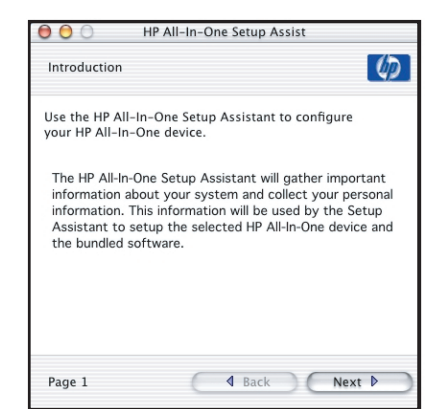 HP All-In-One Setup Assist
Introduction
hp
Use the HP All-In-One Setup Assistant to configure
your HP All-In-One device.
The HP All-In-One Setup Assistant will gather important
information about your system and collect your personal
information. This information will be used by the Setup
Assistant to setup the selected HP All-In-One device and
the bundled software.
Page 1
Back
Next